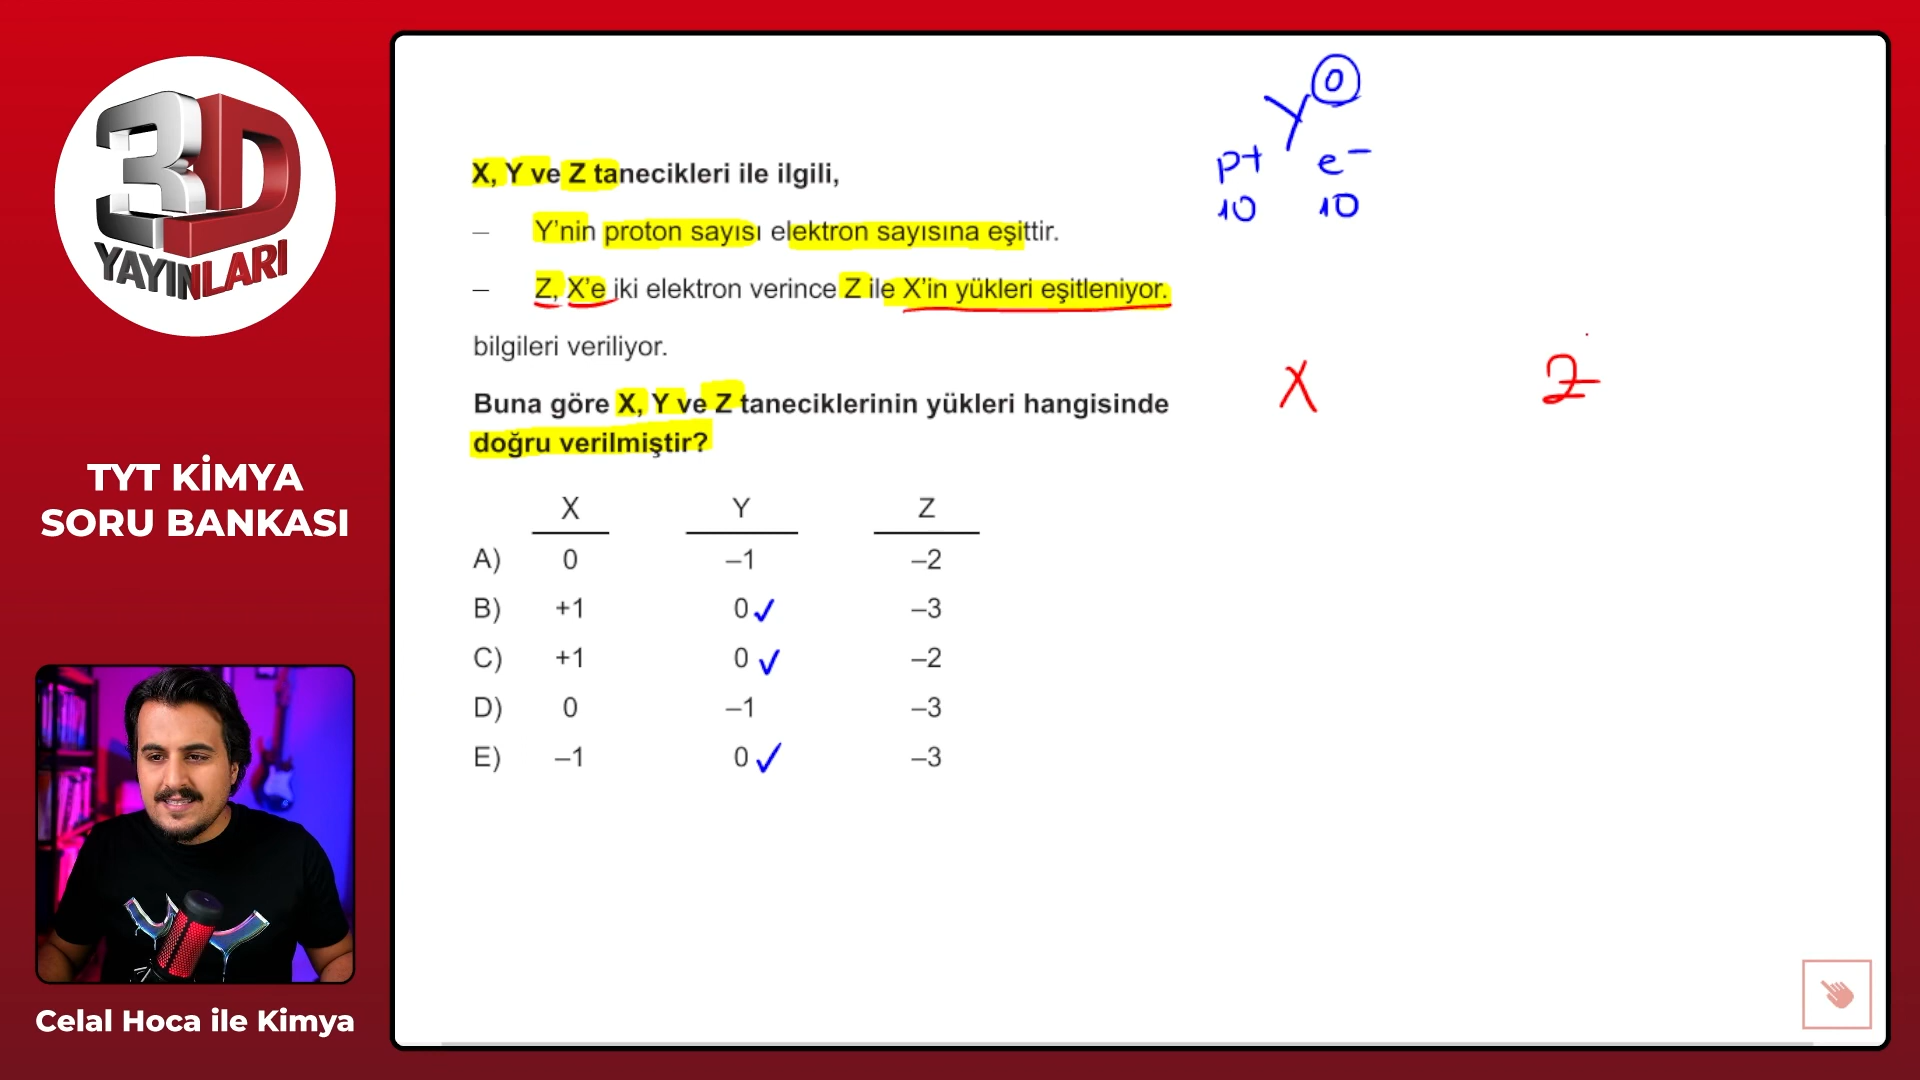 3D
YAYINLARI
TYT KİMYA
SORU BANKASI
Celal Hoca ile Kimya
X, Y ve Z tanecikleri ile ilgili,
– Y'nin proton sayısı elektron sayısına eşittir.
– Z, X'e iki elektron verince Z ile X'in yükleri eşitleniyor.
bilgileri veriliyor.
Buna göre X, Y ve Z taneciklerinin yükleri hangisinde
doğru verilmiştir?
X Y Z
A) 0 –1 –2
B) +1 0 ✓ –3
C) +1 0 ✓ –2
D) 0 –1 –3
E) –1 0 ✓ –3
Y 0
p+ e–
10 10
X Z